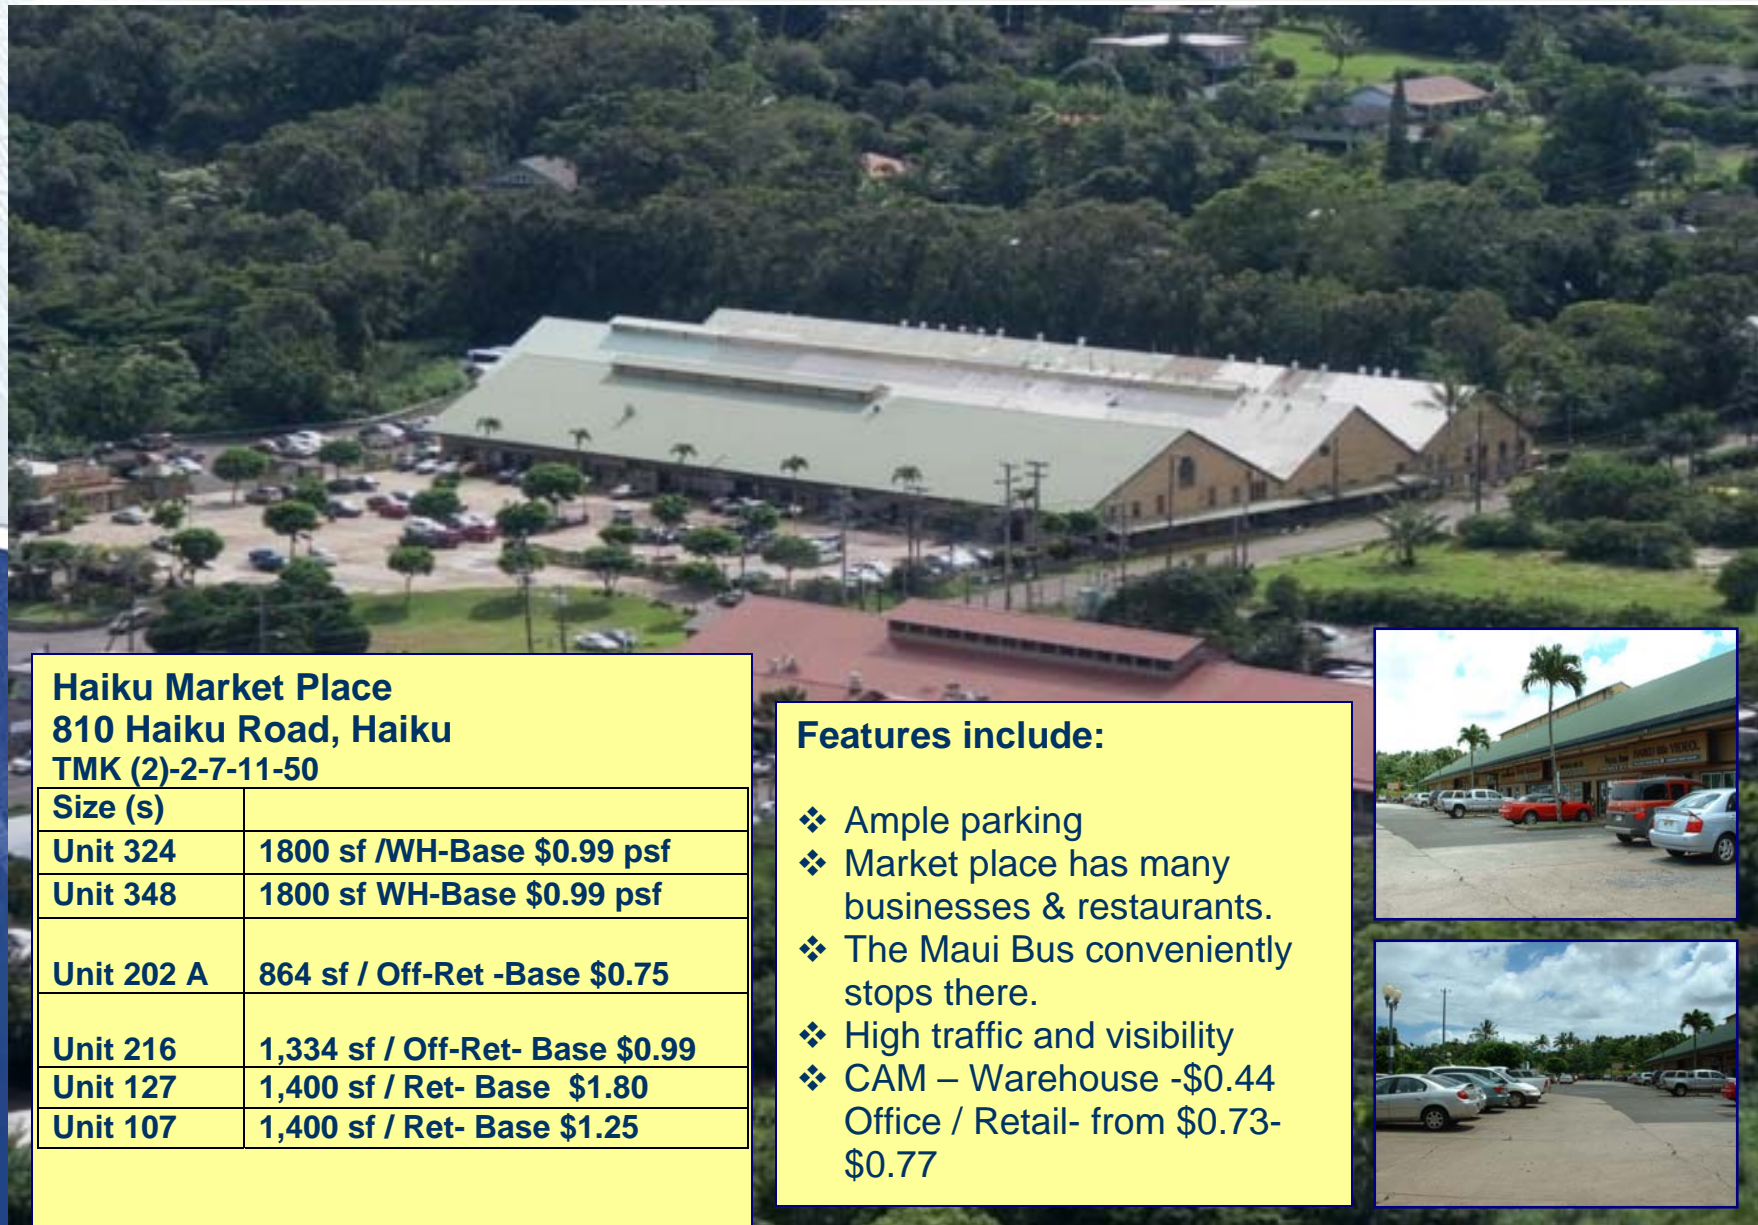 Haiku Market Place
810 Haiku Road, Haiku
TMK (2)-2-7-11-50
Size (s)
Unit 324 1800 sf /WH-Base $0.99 psf
Unit 348 1800 sf WH-Base $0.99 psf
Unit 202 A 864 sf / Off-Ret -Base $0.75
Unit 216 1,334 sf / Off-Ret- Base $0.99
Unit 127 1,400 sf / Ret- Base $1.80
Unit 107 1,400 sf / Ret- Base $1.25
Features include:
❖ Ample parking
❖ Market place has many
businesses & restaurants.
❖ The Maui Bus conveniently
stops there.
❖ High traffic and visibility
❖ CAM – Warehouse -$0.44
Office / Retail- from $0.73-
$0.77
VIDEO